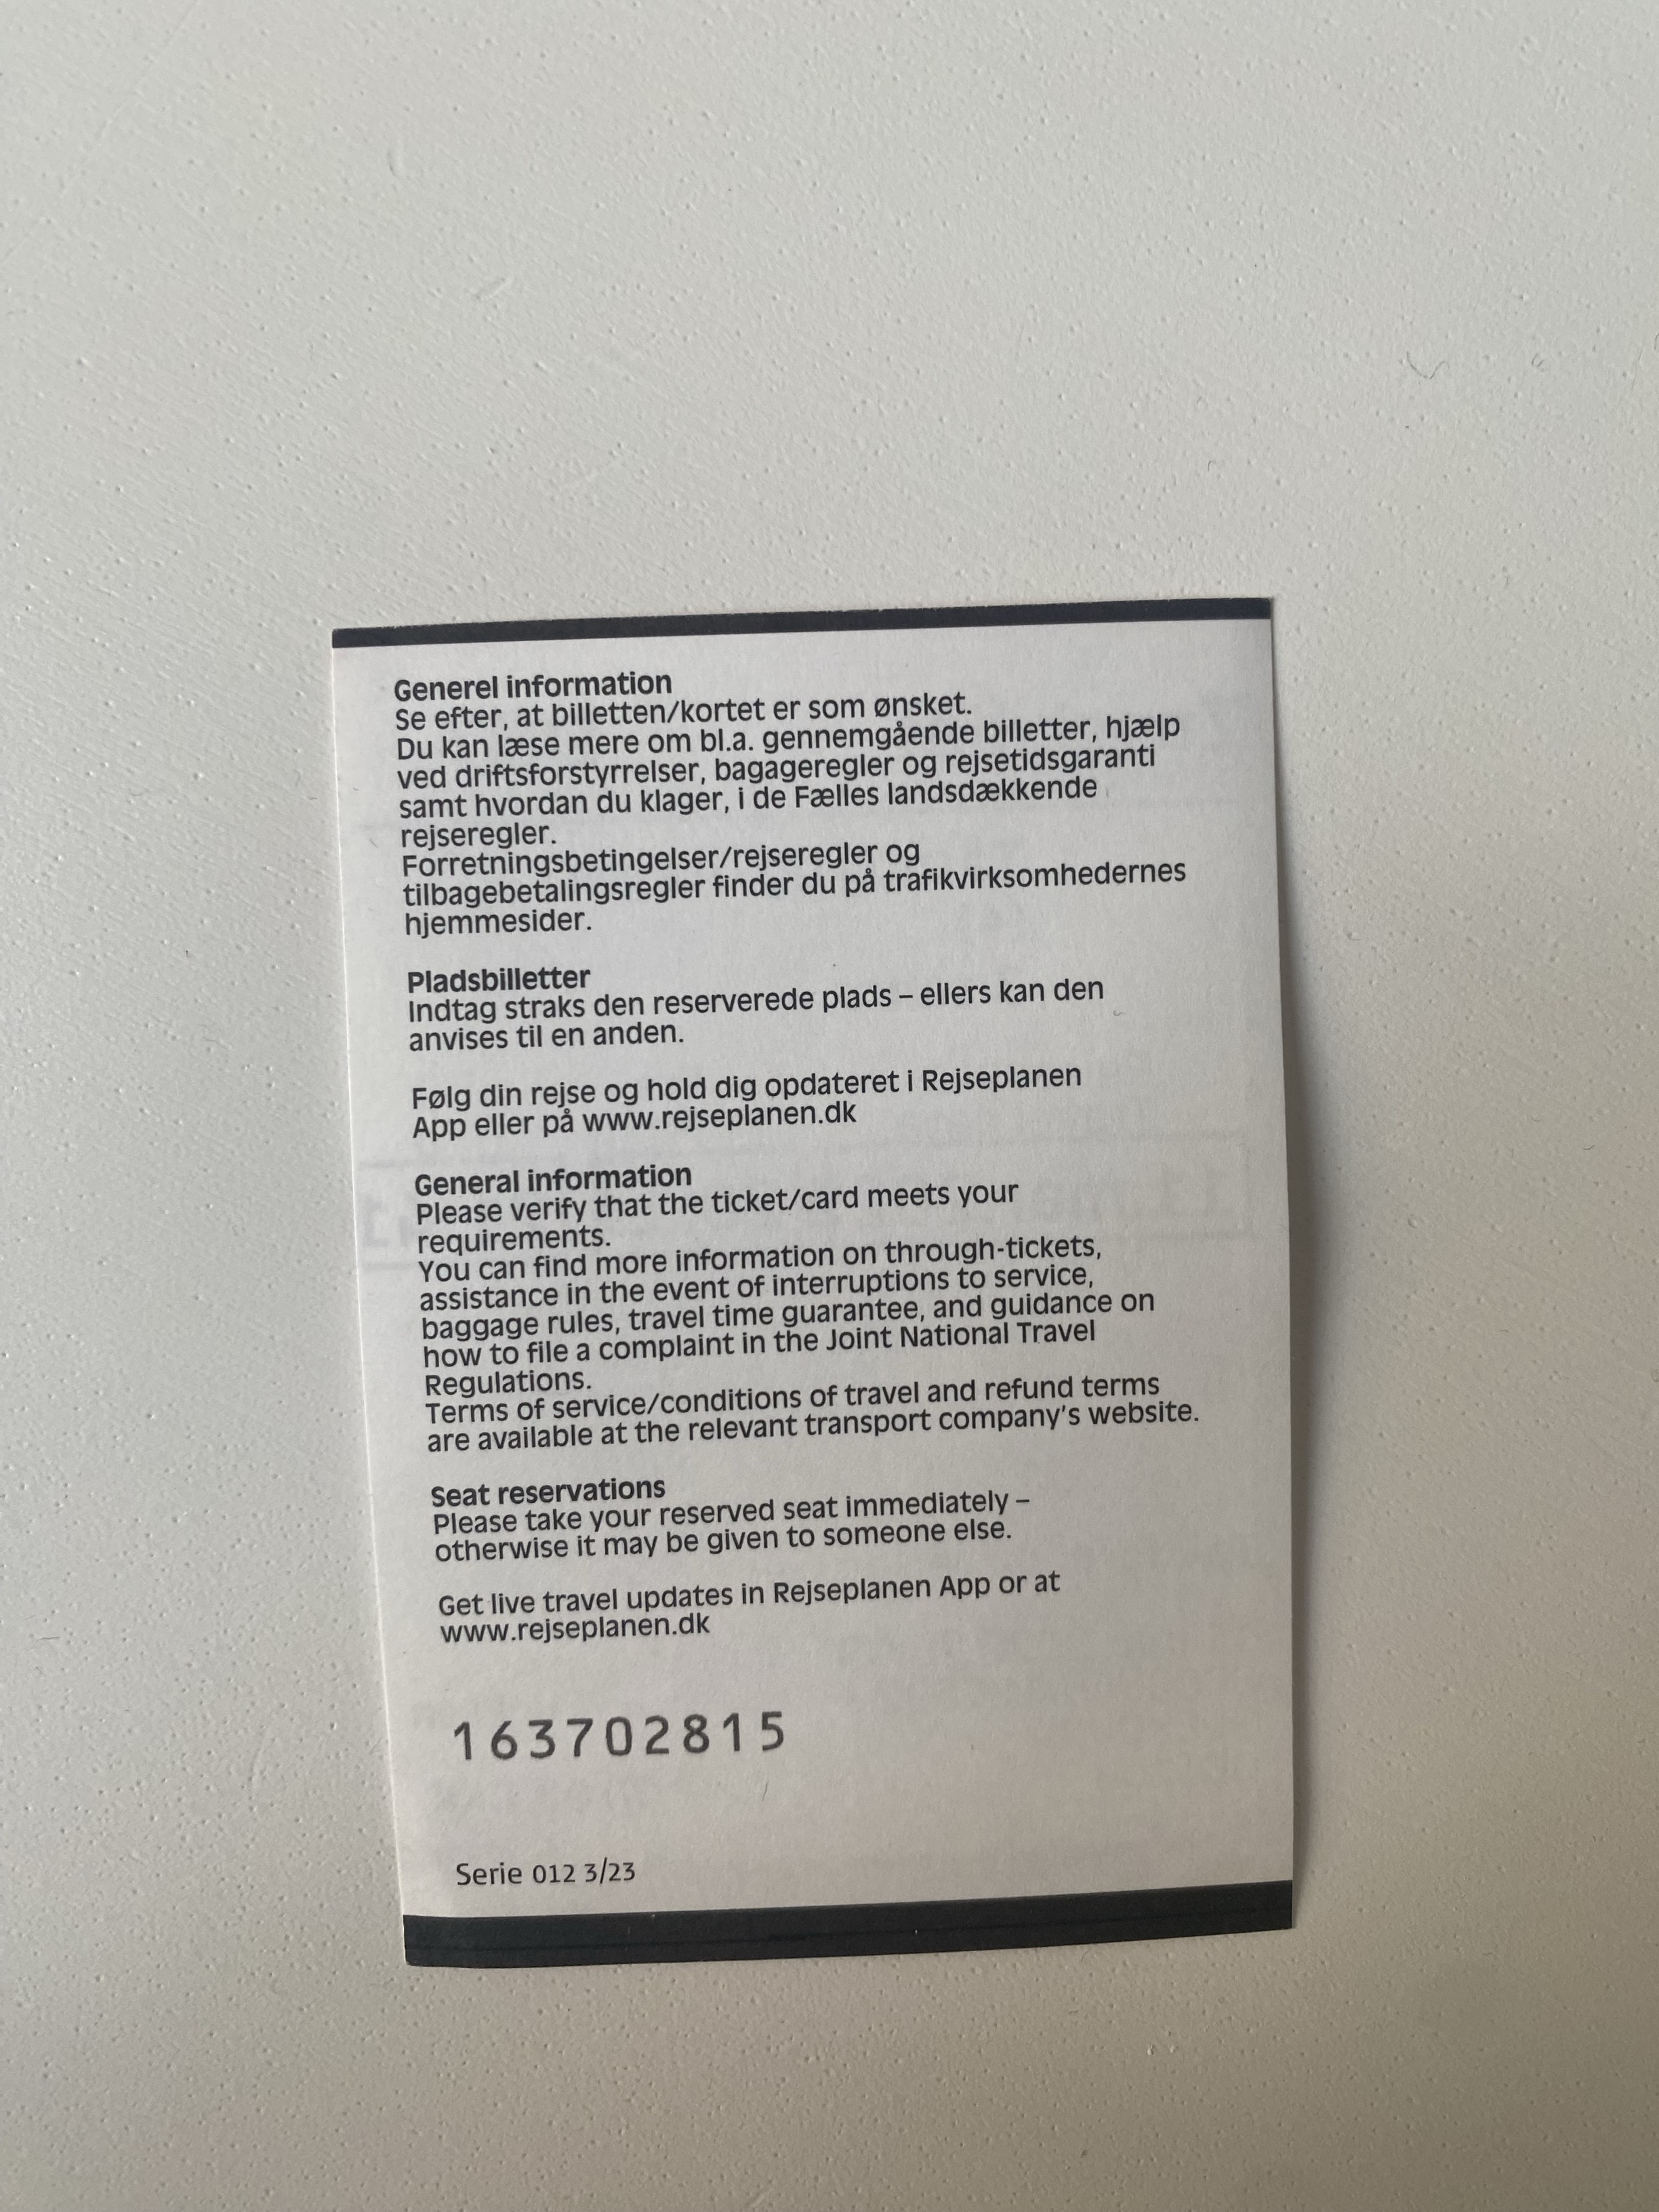 Generel information
Se efter, at billetten/kortet er som ønsket.
Du kan læse mere om bl.a. gennemgående billetter, hjælp
ved driftsforstyrrelser, bagageregler og rejsetidsgaranti
samt hvordan du klager, i de Fælles landsdækkende
rejseregler.
Forretningsbetingelser/rejseregler og
tilbagebetalingsregler finder du på trafikvirksomhedernes
hjemmesider.
Pladsbilletter
Indtag straks den reserverede plads – ellers kan den
anvises til en anden.
Følg din rejse og hold dig opdateret i Rejseplanen
App eller på www.rejseplanen.dk
General information
Please verify that the ticket/card meets your
requirements.
You can find more information on through-tickets,
assistance in the event of interruptions to service,
baggage rules, travel time guarantee, and guidance on
how to file a complaint in the Joint National Travel
Regulations.
Terms of service/conditions of travel and refund terms
are available at the relevant transport company's website.
Seat reservations
Please take your reserved seat immediately –
otherwise it may be given to someone else.
Get live travel updates in Rejseplanen App or at
www.rejseplanen.dk
163702815
Serie 012 3/23